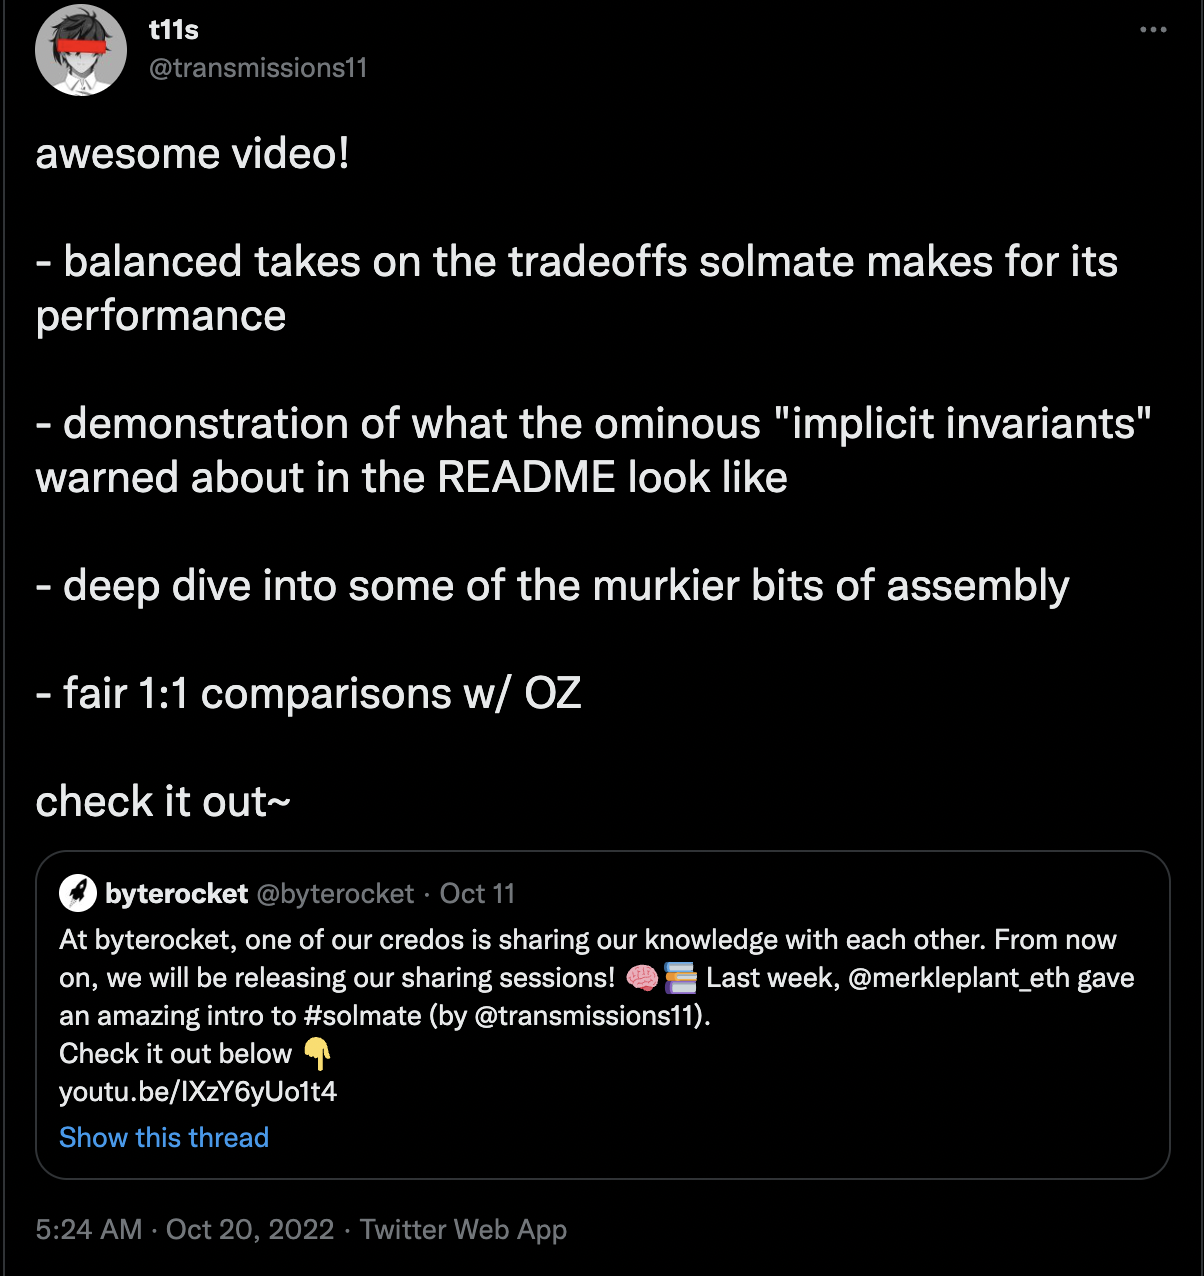 t11s
@transmissions11
awesome video!
- balanced takes on the tradeoffs solmate makes for its
performance
- demonstration of what the ominous "implicit invariants"
warned about in the README look like
- deep dive into some of the murkier bits of assembly
- fair 1:1 comparisons w/ OZ
check it out~
byterocket @byterocket · Oct 11
At byterocket, one of our credos is sharing our knowledge with each other. From now
on, we will be releasing our sharing sessions! 🧠📚 Last week, @merkleplant_eth gave
an amazing intro to #solmate (by @transmissions11).
Check it out below 👇
youtu.be/IXzY6yUo1t4
Show this thread
5:24 AM · Oct 20, 2022 · Twitter Web App